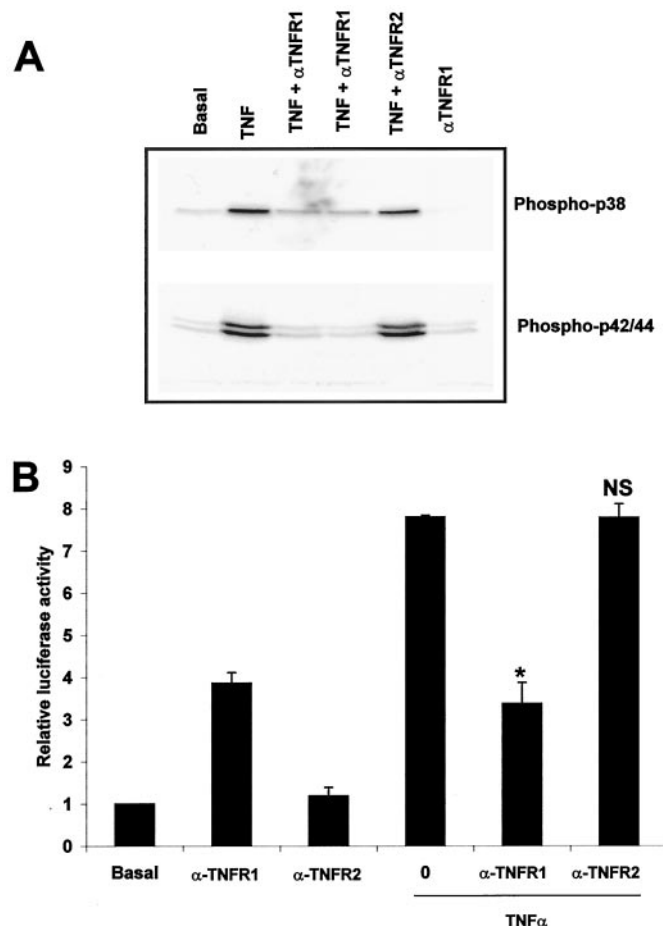 A
Basal
TNF
TNF + αTNFR1
TNF + αTNFR1
TNF + αTNFR2
αTNFR1
Phospho-p38
Phospho-p42/44
B
Relative luciferase activity
9
8
7
6
5
4
3
2
1
0
NS
*
Basal
α-TNFR1
α-TNFR2
0
α-TNFR1
α-TNFR2
TNFα